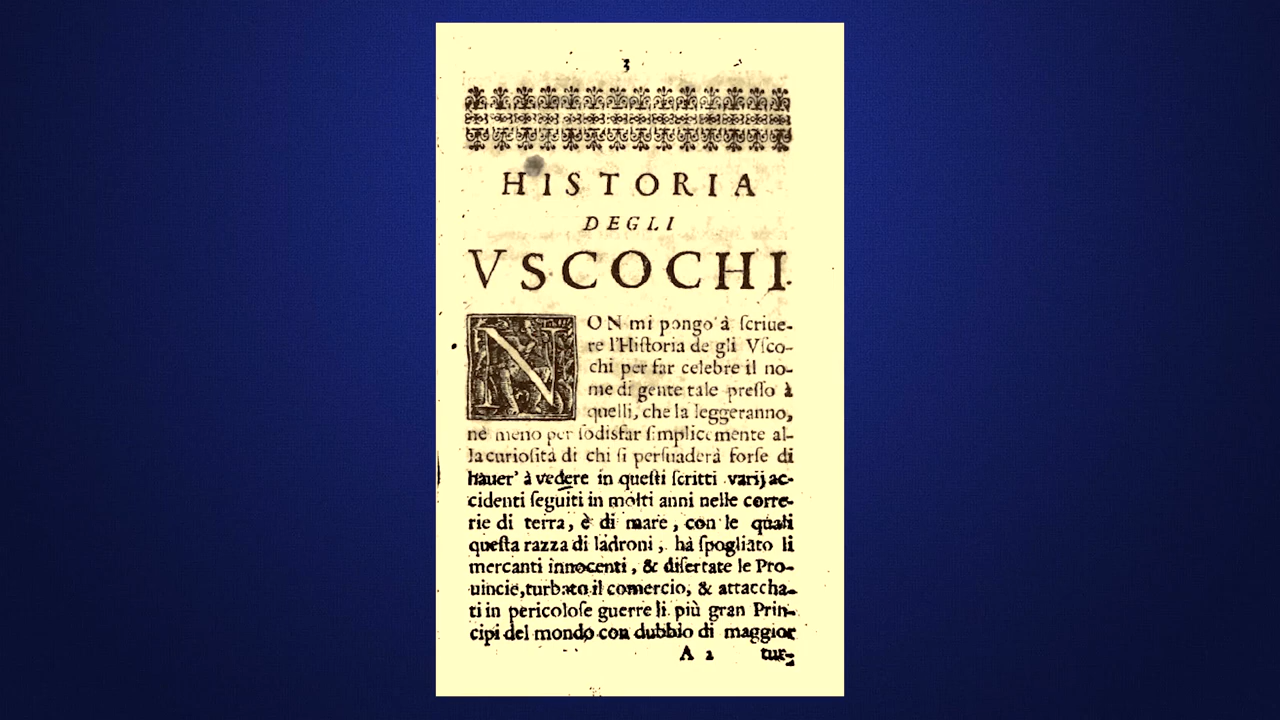 3
HISTORIA
DEGLI
VSCOCHI.
NON mi pongo à ſcriue-
re l'Hiſtoria de gli Vſco-
chi per far celebre il no-
me di gente tale preſſo à
quelli, che la leggeranno,
nè meno per ſodisfar ſimplicemente al-
la curioſità di chi ſi perſuaderà forſe di
hauer' à vedere in queſti ſcritti varij ac-
cidenti ſeguiti in molti anni nelle corre-
rie di terra, è di mare, con le quali
queſta razza di ladroni, hà ſpogliato li
mercanti innocenti, & diſertate le Pro-
uincie, turbato il comercio, & attaccha-
ti in pericoloſe guerre li più gran Prin-
cipi del mondo con dubbio di maggior
A 2 tur-